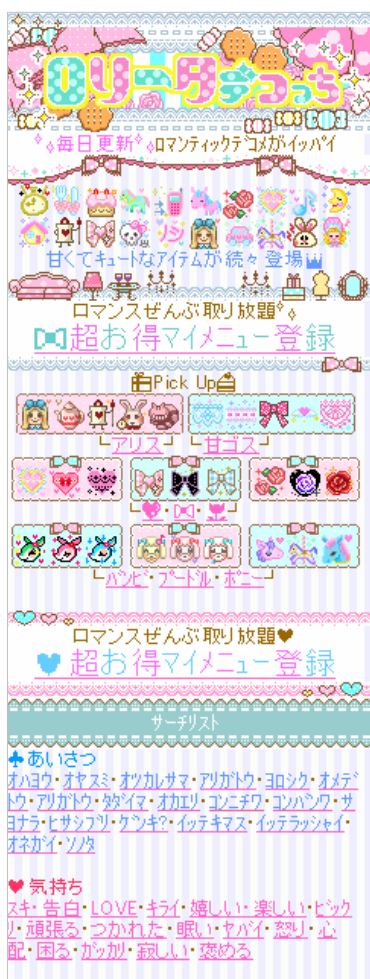 ロリータデコっち
毎日更新 ロマンティックデコメがイッパイ
甘くてキュートなアイテムが続々登場
ロマンスぜんぶ取り放題
超お得マイメニュー登録
Pick Up
└アリス┘ └甘ゴス┘
└♥・・┘
└バンビ・プードル・ポニー┘
ロマンスぜんぶ取り放題♥
♥超お得マイメニュー登録
サーチリスト
♣あいさつ
オハヨウ・オヤスミ・オツカレサマ・アリガトウ・ヨロシク・オメデ
トウ・アリガトウ・タダイマ・オカエリ・コンニチワ・コンバンワ・サ
ヨナラ・ヒサシブリ・ゲンキ?・イッテキマス・イッテラッシャイ・
オネガイ・ソノタ
♥気持ち
スキ・告白・LOVE・キライ・嬉しい・楽しい・ビック
リ・頑張る・つかれた・眠い・ヤバイ・怒り・心
配・困る・ガッカリ・寂しい・褒める